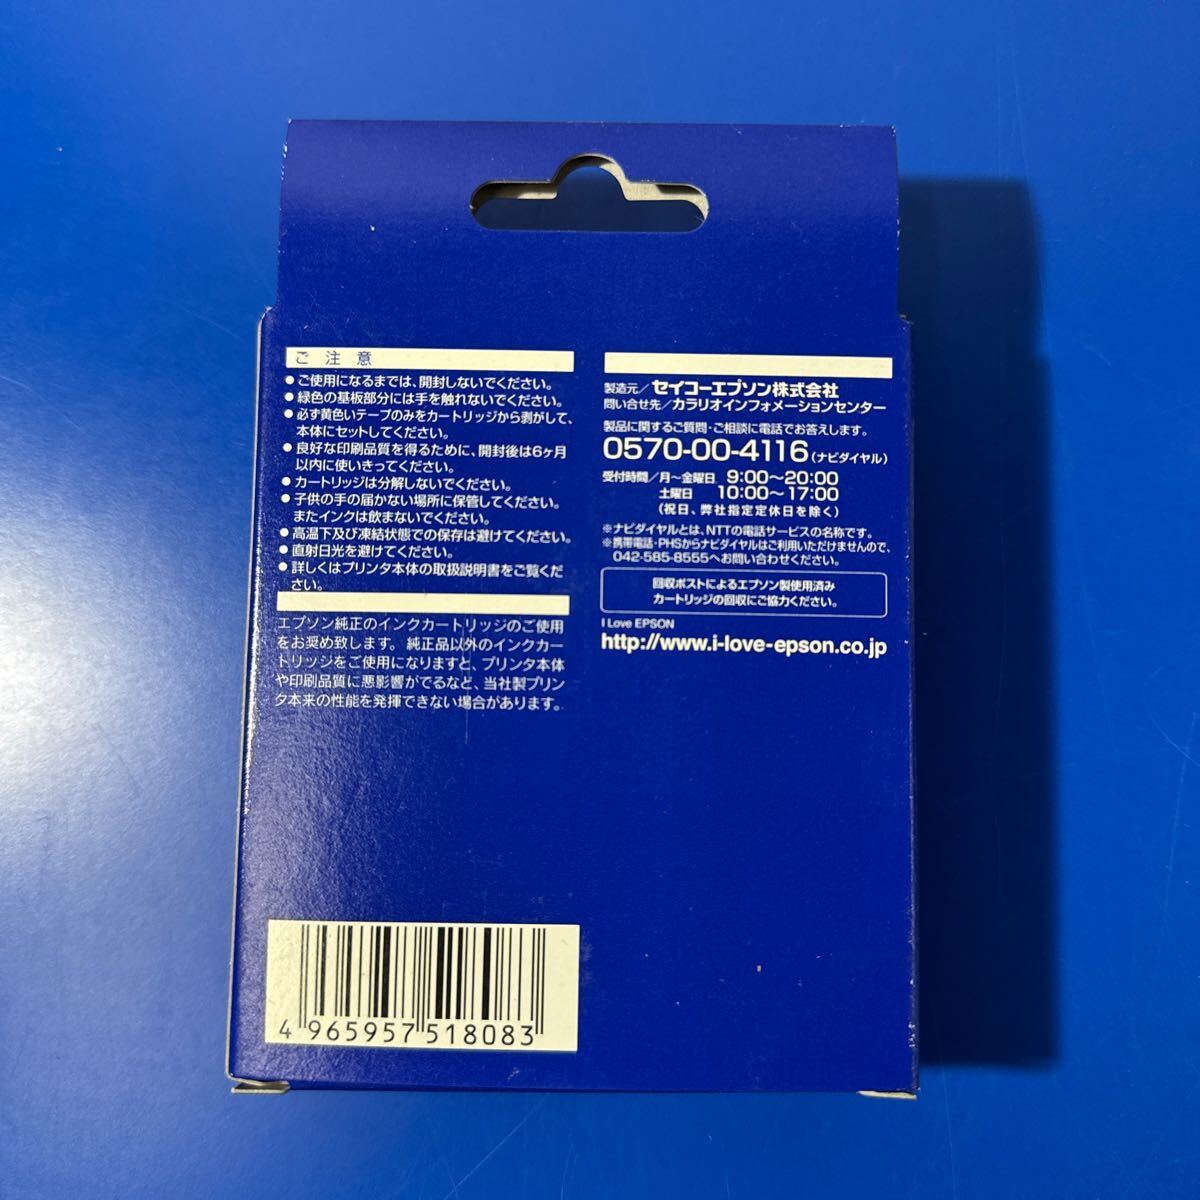 ご注意
●ご使用になるまでは、開封しないでください。
●緑色の基板部分には手を触れないでください。
●必ず黄色いテープのみをカートリッジから剥がして、
本体にセットしてください。
●良好な印刷品質を得るために、開封後は6ヶ月
以内に使いきってください。
●カートリッジは分解しないでください。
●子供の手の届かない場所に保管してください。
またインクは飲まないでください。
●高温下及び凍結状態での保存は避けてください。
●直射日光を避けてください。
●詳しくはプリンタ本体の取扱説明書をご覧くだ
さい。
エプソン純正のインクカートリッジのご使用
をお奨め致します。純正品以外のインクカー
トリッジをご使用になりますと、プリンタ本体
や印刷品質に悪影響がでるなど、当社製プリン
タ本来の性能を発揮できない場合があります。
製造元／セイコーエプソン株式会社
問い合せ先／カラリオインフォメーションセンター
製品に関するご質問・ご相談に電話でお答えします。
0570-00-4116(ナビダイヤル)
受付時間／月～金曜日 9:00～20:00
土曜日 10:00～17:00
(祝日、弊社指定定休日を除く)
※ナビダイヤルとは、NTTの電話サービスの名称です。
※携帯電話・PHSからナビダイヤルはご利用いただけませんので、
042-585-8555へお問い合わせください。
回収ポストによるエプソン製使用済み
カートリッジの回収にご協力ください。
I Love EPSON
http://www.i-love-epson.co.jp
4 965957 518083